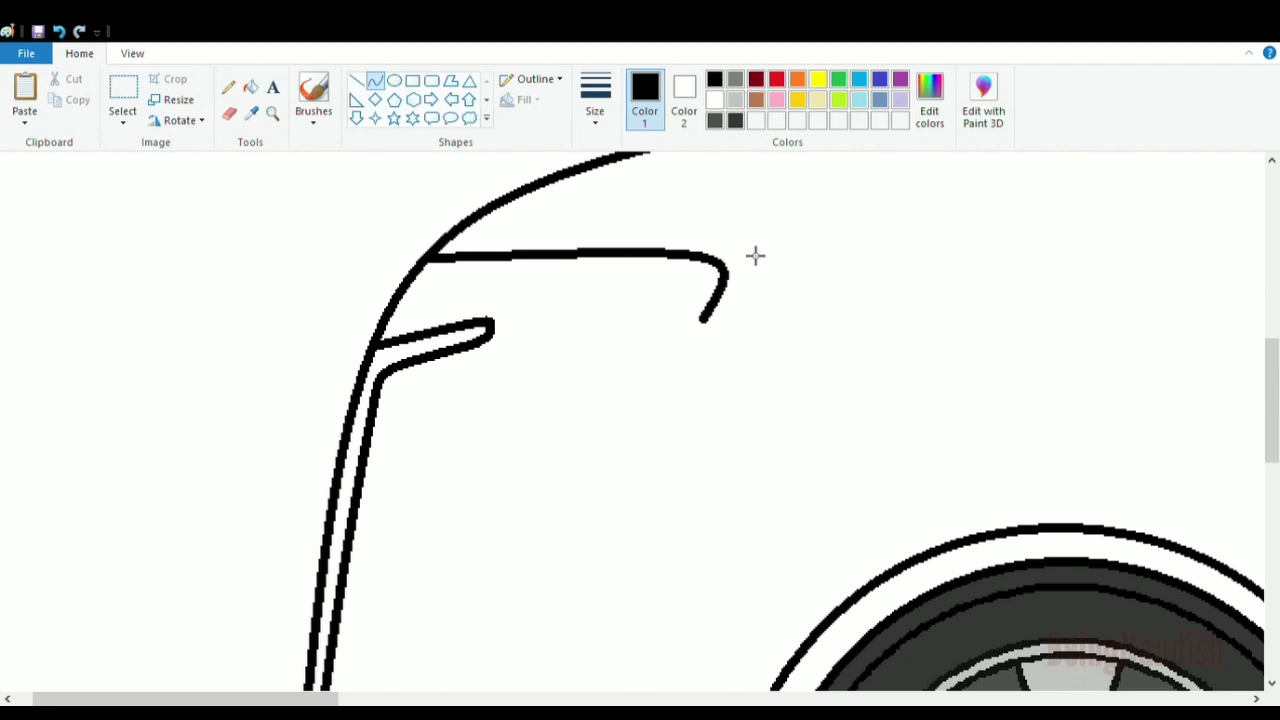 File Home View
Paste Cut Copy Clipboard
Select Crop Resize Rotate Image
Tools
Brushes
Shapes
Outline Fill
Size
Color 1 Color 2
Colors
Edit colors
Edit with Paint 3D
BeingHandish